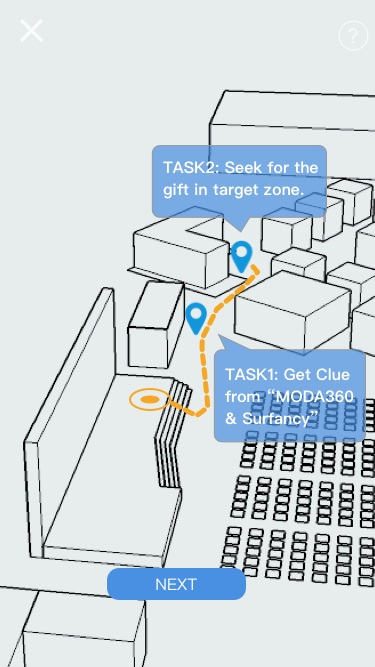 ?
TASK2: Seek for the
gift in target zone.
TASK1: Get Clue
from “MODA360
& Surfancy”
NEXT